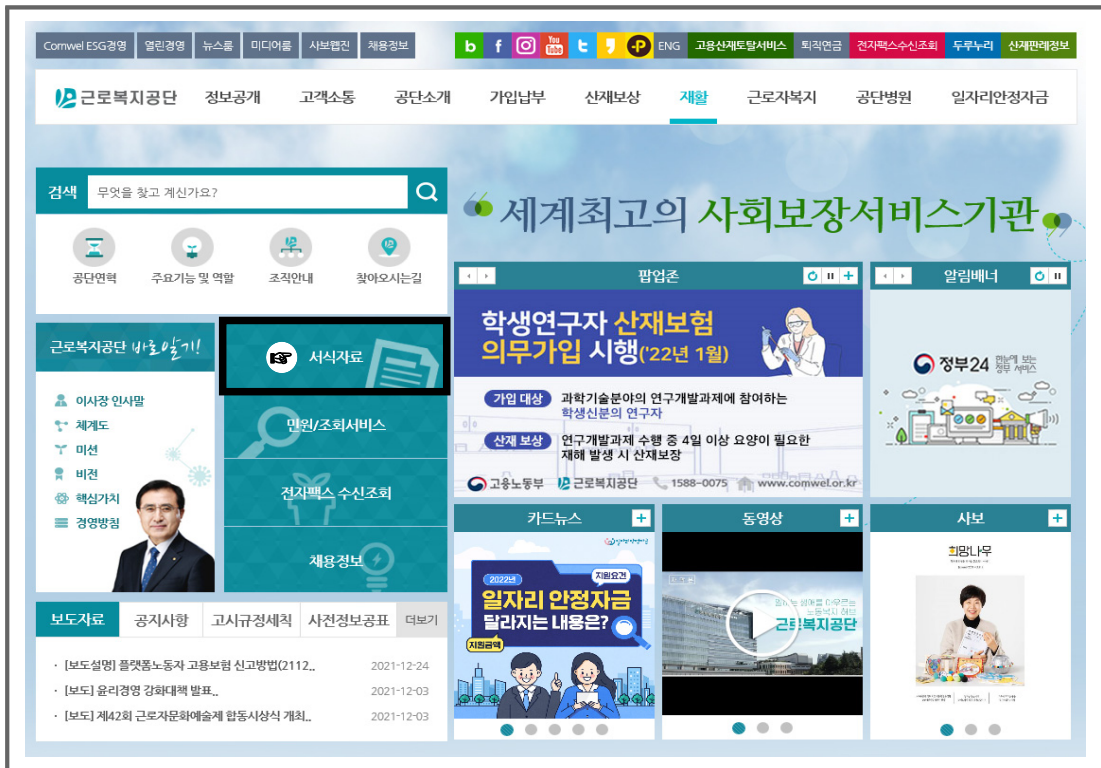 Comwel ESG경영 열린경영 뉴스룸 미디어룸 사보웹진 채용정보
b f You Tube t P ENG 고용산재토탈서비스 퇴직연금 전자팩스수신조회 두루누리 산재판례정보
근로복지공단 정보공개 고객소통 공단소개 가입납부 산재보상 재활 근로자복지 공단병원 일자리안정자금
검색 무엇을 찾고 계신가요?
세계최고의 사회보장서비스기관
공단연혁 주요기능 및 역할 조직안내 찾아오시는길
팝업존
알림배너
학생연구자 산재보험
의무가입 시행('22년 1월)
가입 대상 과학기술분야의 연구개발과제에 참여하는
학생신분의 연구자
산재 보상 연구개발과제 수행 중 4일 이상 요양이 필요한
재해 발생 시 산재보장
고용노동부 근로복지공단 1588-0075 www.comwel.or.kr
정부24 한눈에 보는
정부 서비스
근로복지공단 바로알기!
이사장 인사말
체계도
미션
비전
핵심가치
경영방침
서식자료
민원/조회서비스
전자팩스 수신조회
채용정보
카드뉴스
동영상
사보
2022년 지원요건
일자리 안정자금
달라지는 내용은?
지원금액
근로복지공단
희망나무
보도자료 공지사항 고시규정세칙 사전정보공표 더보기
· [보도설명] 플랫폼노동자 고용보험 신고방법(2112.. 2021-12-24
· [보도] 윤리경영 강화대책 발표.. 2021-12-03
· [보도] 제42회 근로자문화예술제 합동시상식 개최.. 2021-12-03